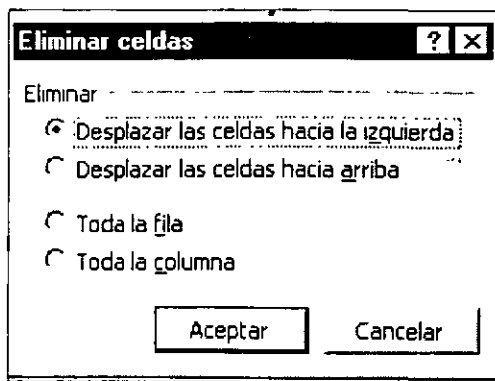 Eliminar celdas
Eliminar
Desplazar las celdas hacia la izquierda
Desplazar las celdas hacia arriba
Toda la fila
Toda la columna
Aceptar Cancelar